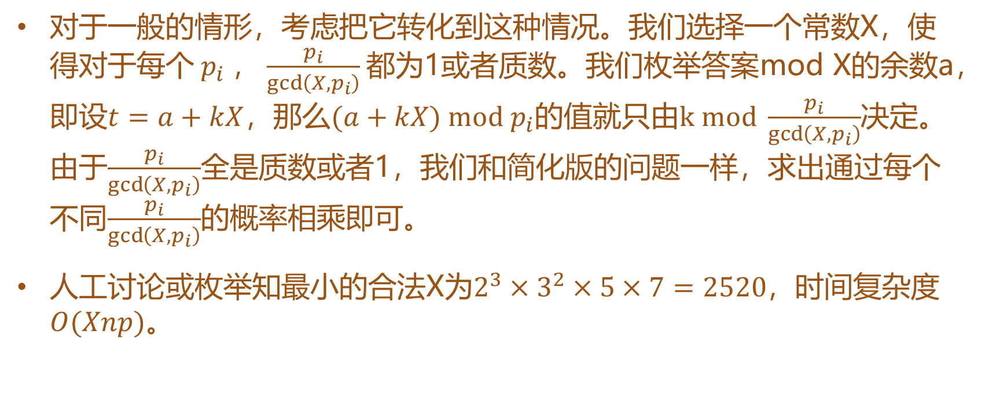 • 对于一般的情形，考虑把它转化到这种情况。我们选择一个常数X，使
得对于每个 $p_i$ ， $\frac{p_i}{\gcd(X,p_i)}$ 都为1或者质数。我们枚举答案mod X的余数a，
即设$t = a + kX$，那么$(a + kX) \bmod p_i$的值就只由k mod $\frac{p_i}{\gcd(X,p_i)}$决定。
由于$\frac{p_i}{\gcd(X,p_i)}$全是质数或者1，我们和简化版的问题一样，求出通过每个
不同$\frac{p_i}{\gcd(X,p_i)}$的概率相乘即可。
• 人工讨论或枚举知最小的合法X为$2^3 \times 3^2 \times 5 \times 7 = 2520$，时间复杂度
$O(Xnp)$。